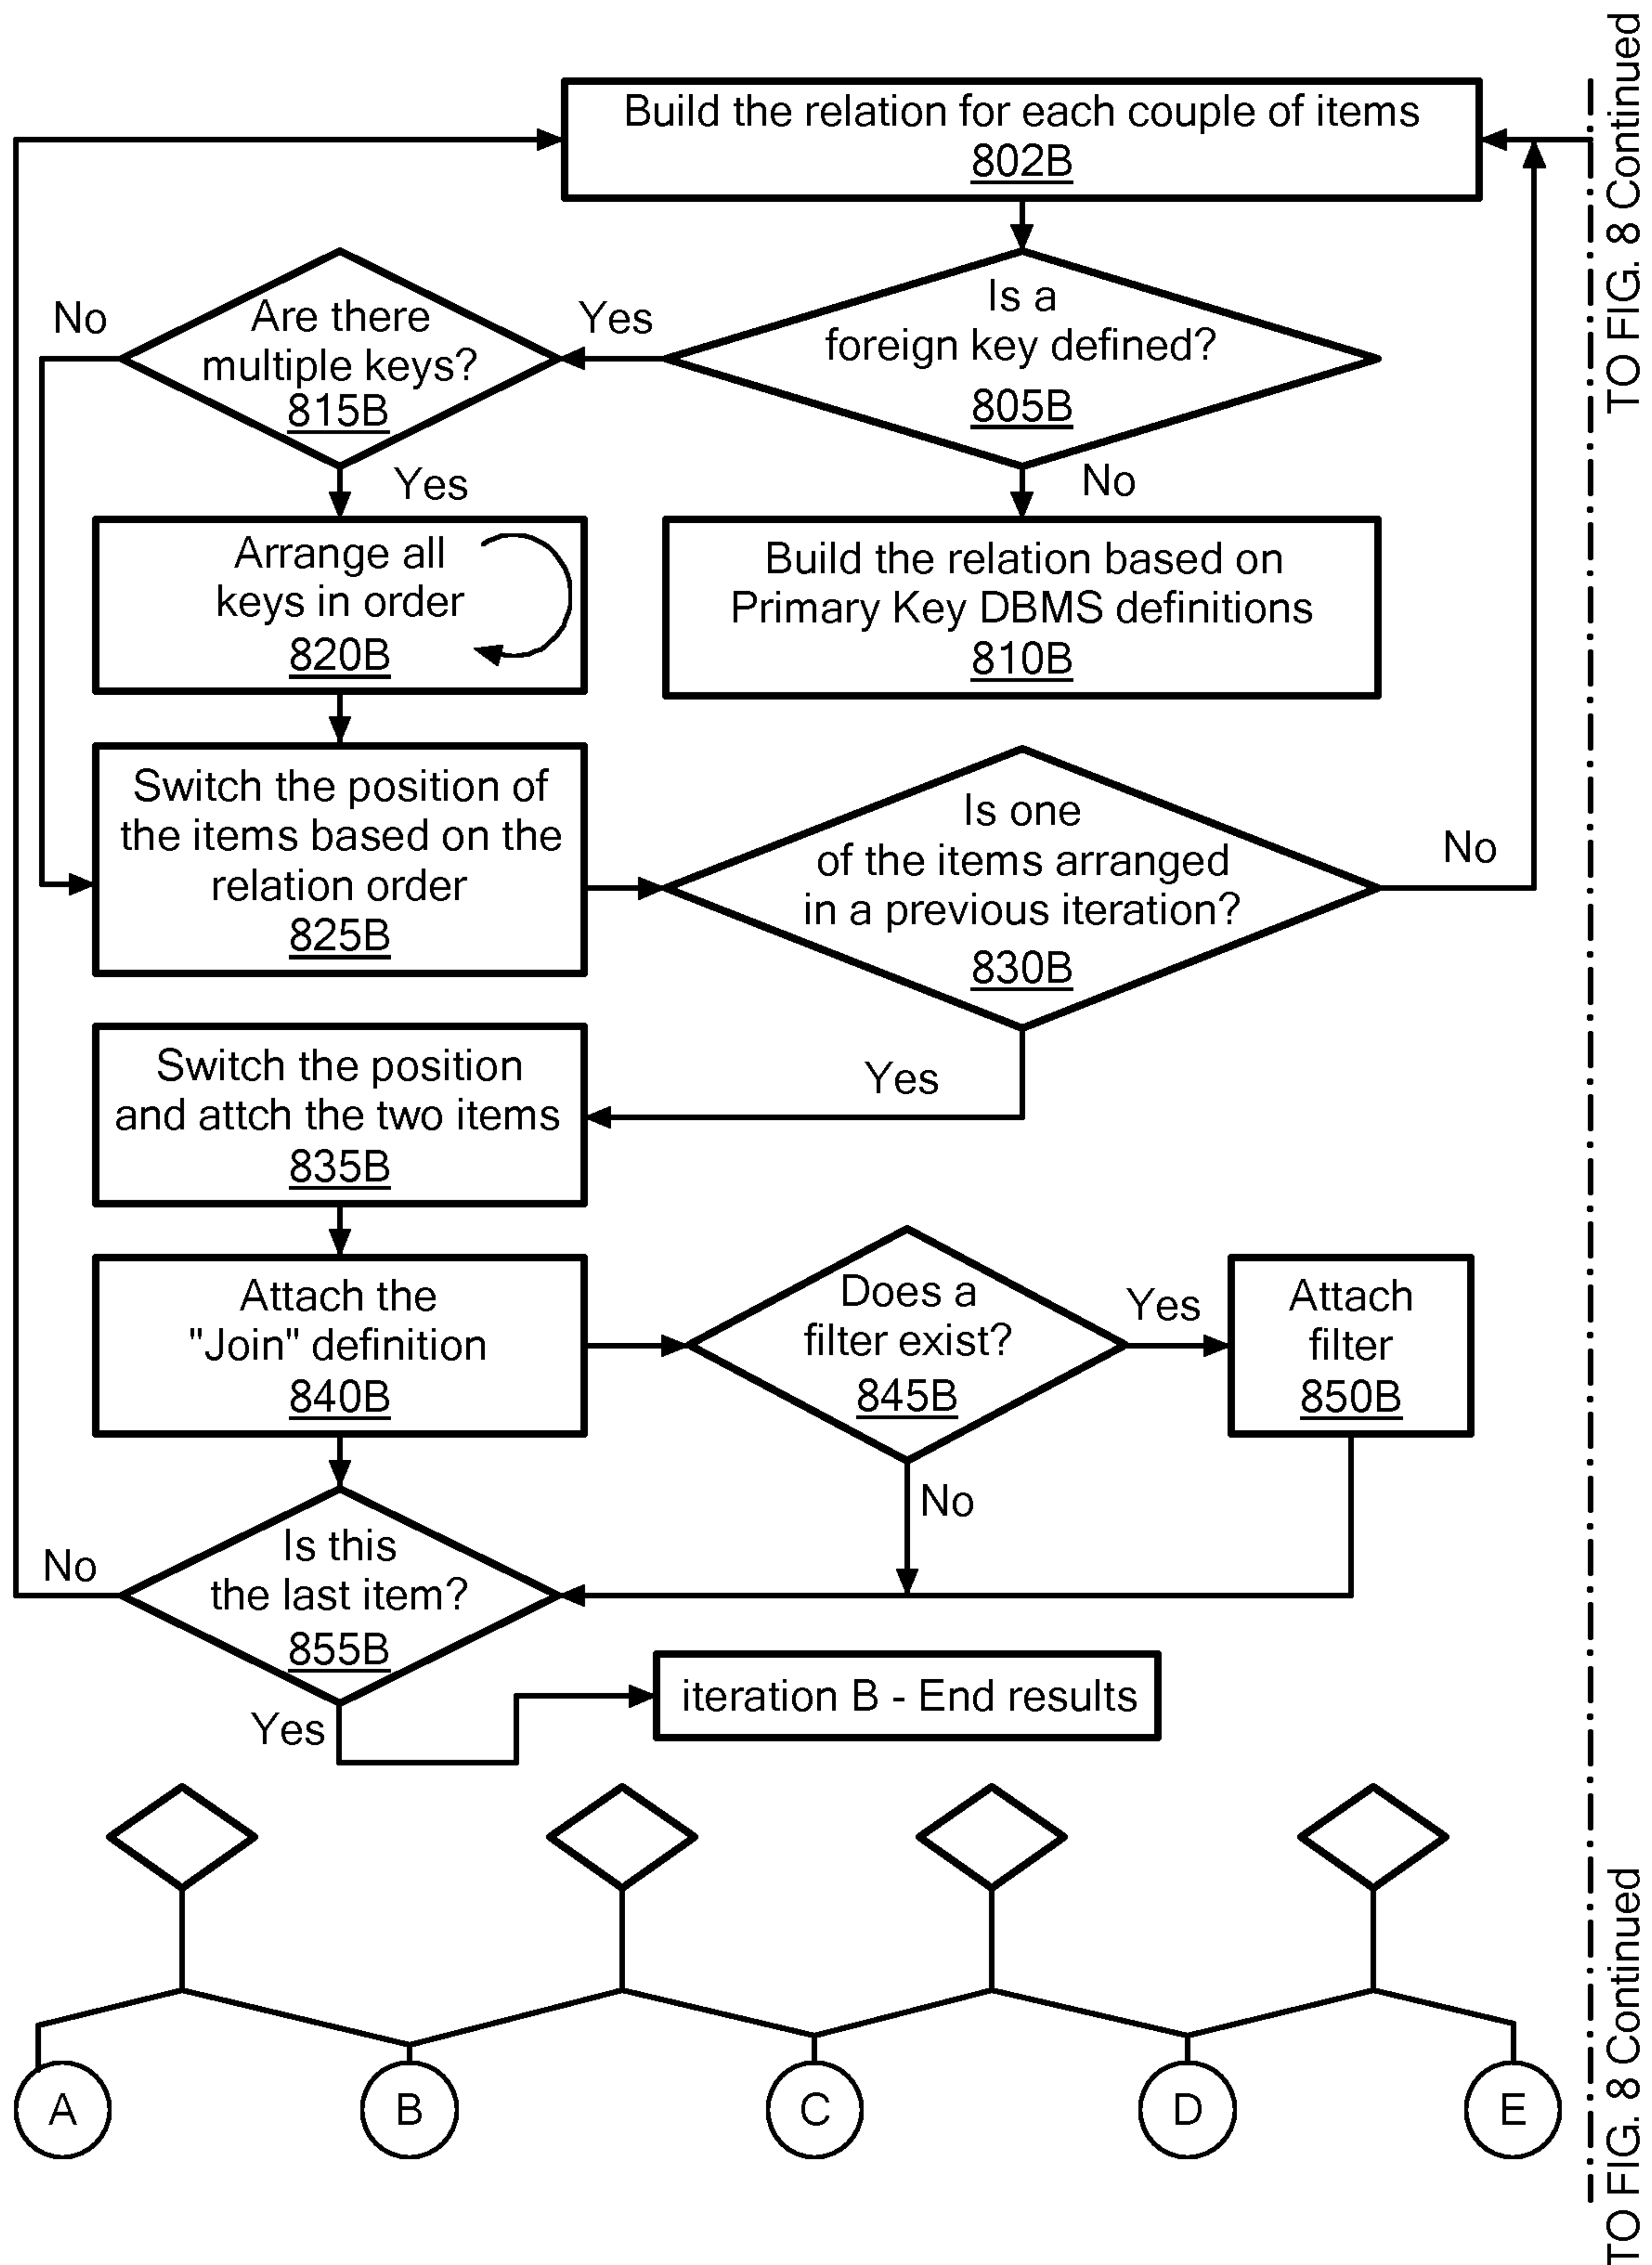 Build the relation for each couple of items
802B
TO FIG. 8 Continued
Is a
foreign key defined?
805B
Yes
No
Are there
multiple keys?
815B
No
Yes
Arrange all
keys in order
820B
Build the relation based on
Primary Key DBMS definitions
810B
Switch the position of
the items based on the
relation order
825B
Is one
of the items arranged
in a previous iteration?
830B
No
Yes
Switch the position
and attch the two items
835B
Attach the
"Join" definition
840B
Does a
filter exist?
845B
Yes
No
Attach
filter
850B
Is this
the last item?
855B
No
Yes
iteration B - End results
A
B
C
D
E
TO FIG. 8 Continued